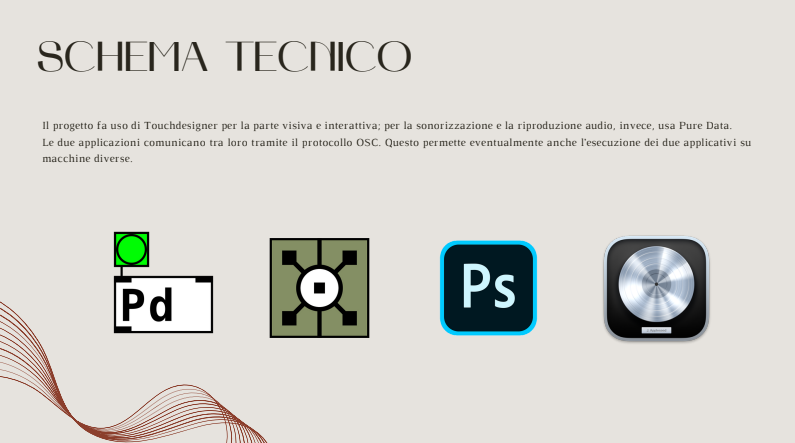 SCHEMA TECNICO
Il progetto fa uso di Touchdesigner per la parte visiva e interattiva; per la sonorizzazione e la riproduzione audio, invece, usa Pure Data.
Le due applicazioni comunicano tra loro tramite il protocollo OSC. Questo permette eventualmente anche l'esecuzione dei due applicativi su
macchine diverse.
Pd
Ps